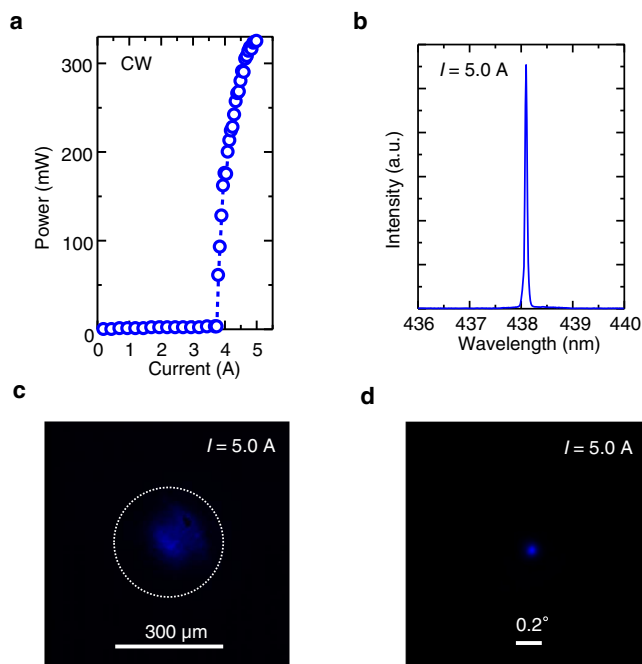 a
CW
Power (mW)
300
200
100
0
0 1 2 3 4 5
Current (A)
b
I = 5.0 A
Intensity (a.u.)
436 437 438 439 440
Wavelength (nm)
c
I = 5.0 A
300 µm
d
I = 5.0 A
0.2°